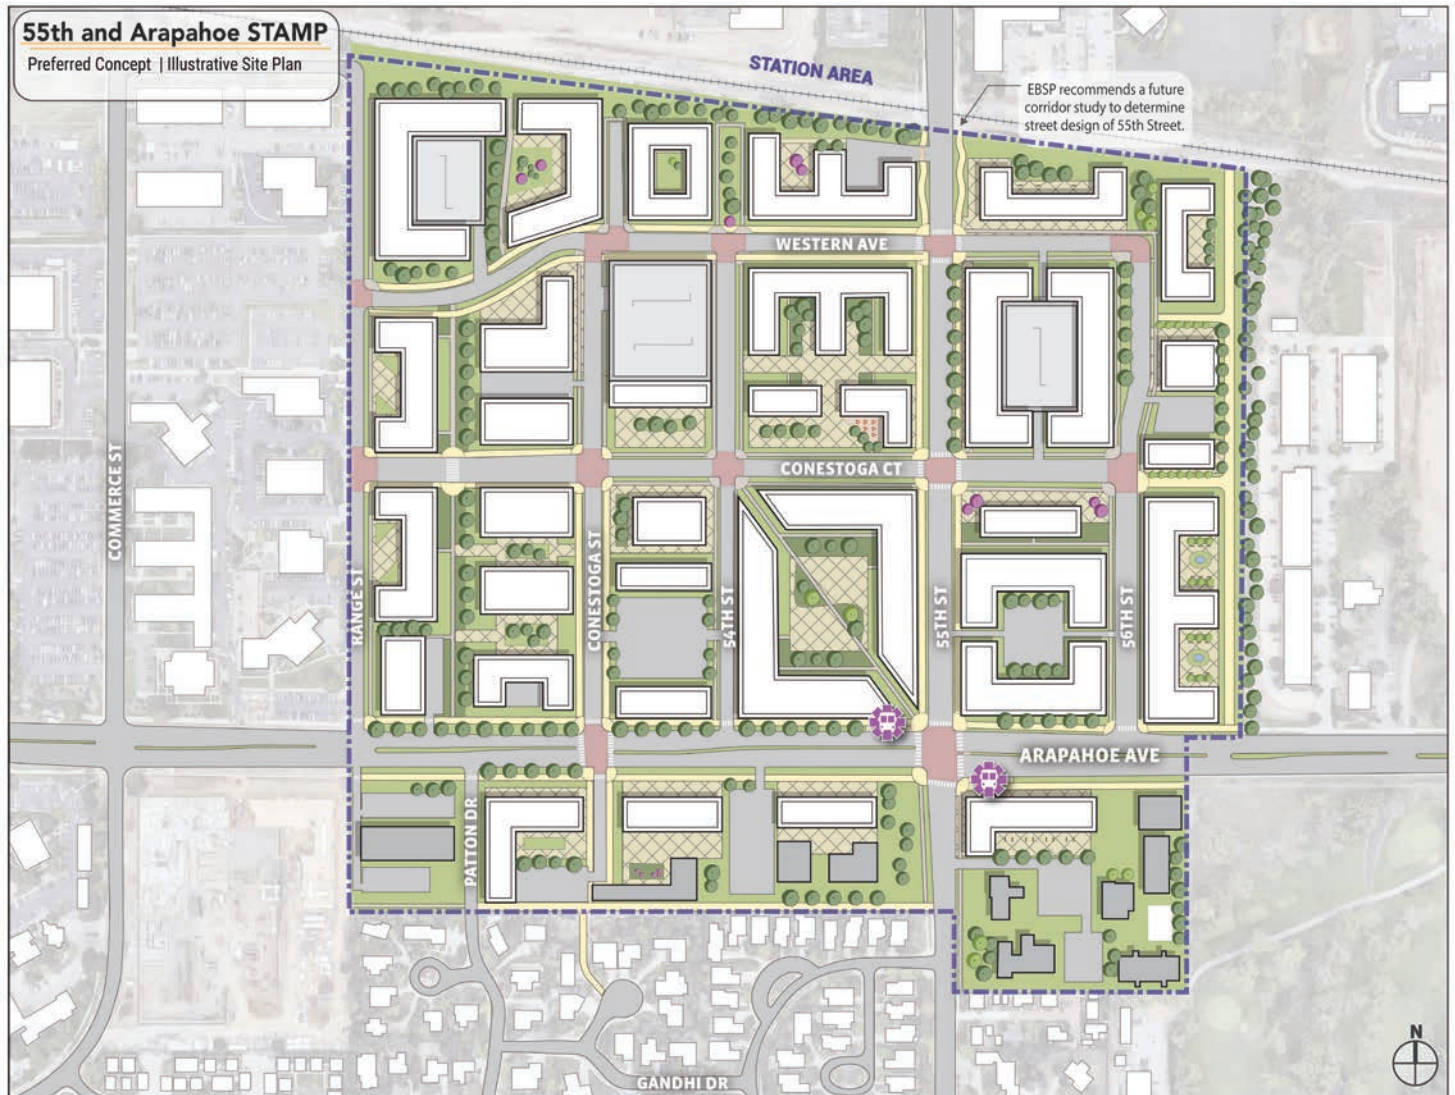 55th and Arapahoe STAMP
Preferred Concept | Illustrative Site Plan
STATION AREA
EBSP recommends a future
corridor study to determine
street design of 55th Street.
WESTERN AVE
CONESTOGA CT
COMMERCE ST
RANGE ST
CONESTOGA ST
54TH ST
55TH ST
56TH ST
ARAPAHOE AVE
PATTON DR
GANDHI DR
N